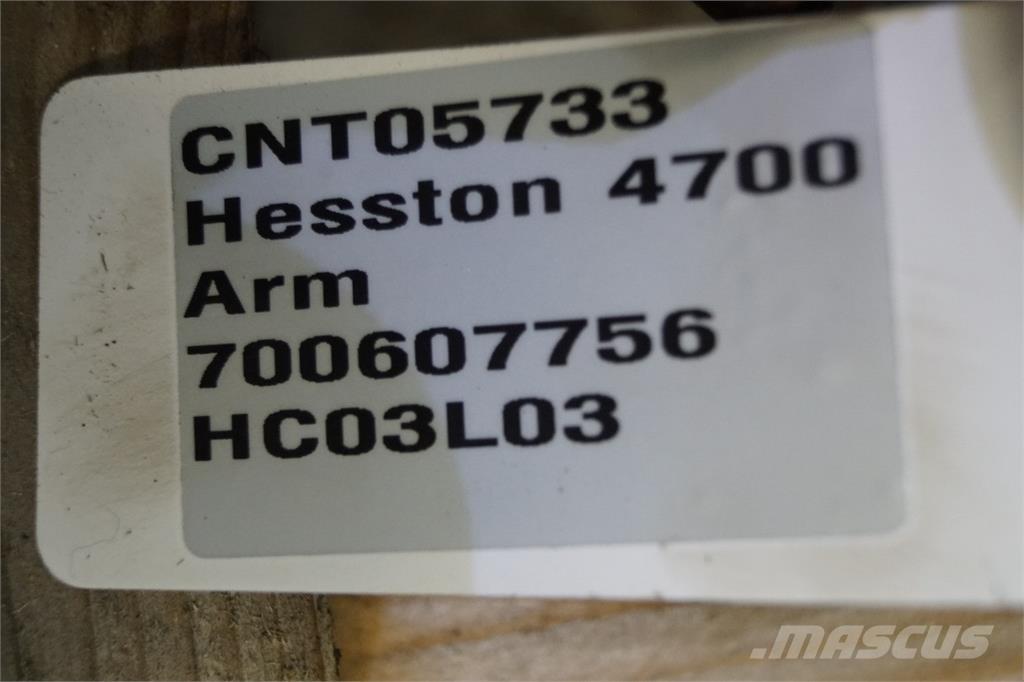 CNT05733
Hesston 4700
Arm
700607756
HC03L03
.MASCUS